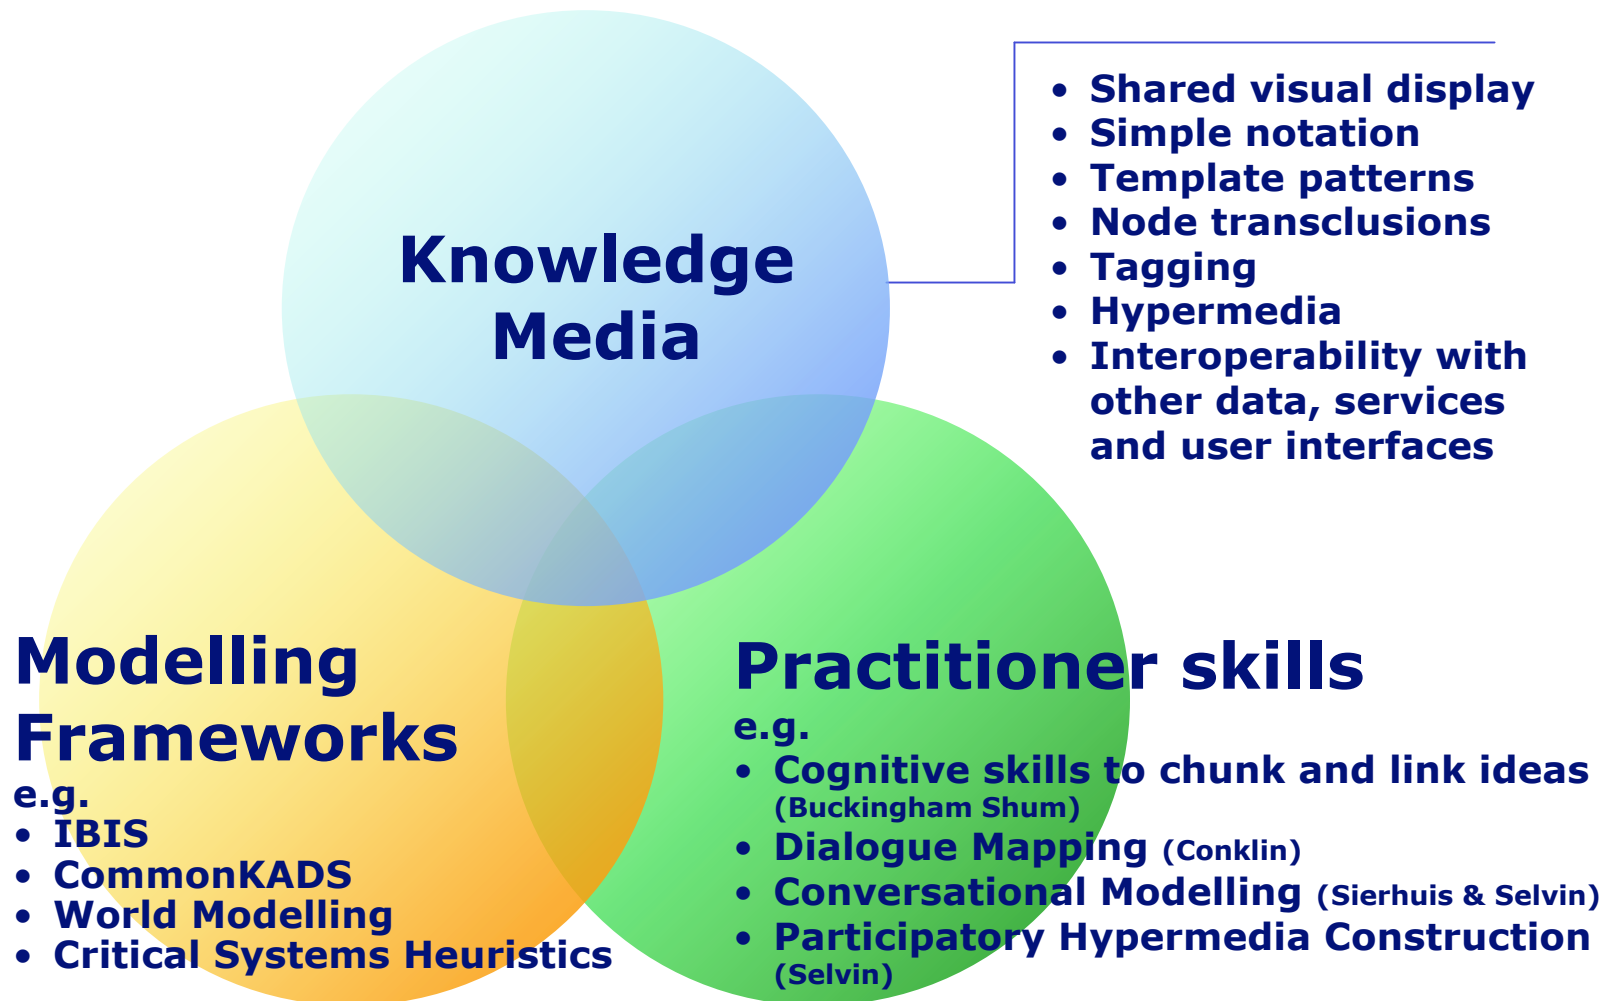 Knowledge
Media
• Shared visual display
• Simple notation
• Template patterns
• Node transclusions
• Tagging
• Hypermedia
• Interoperability with
other data, services
and user interfaces
Modelling
Frameworks
e.g.
• IBIS
• CommonKADS
• World Modelling
• Critical Systems Heuristics
Practitioner skills
e.g.
• Cognitive skills to chunk and link ideas
(Buckingham Shum)
• Dialogue Mapping (Conklin)
• Conversational Modelling (Sierhuis & Selvin)
• Participatory Hypermedia Construction
(Selvin)